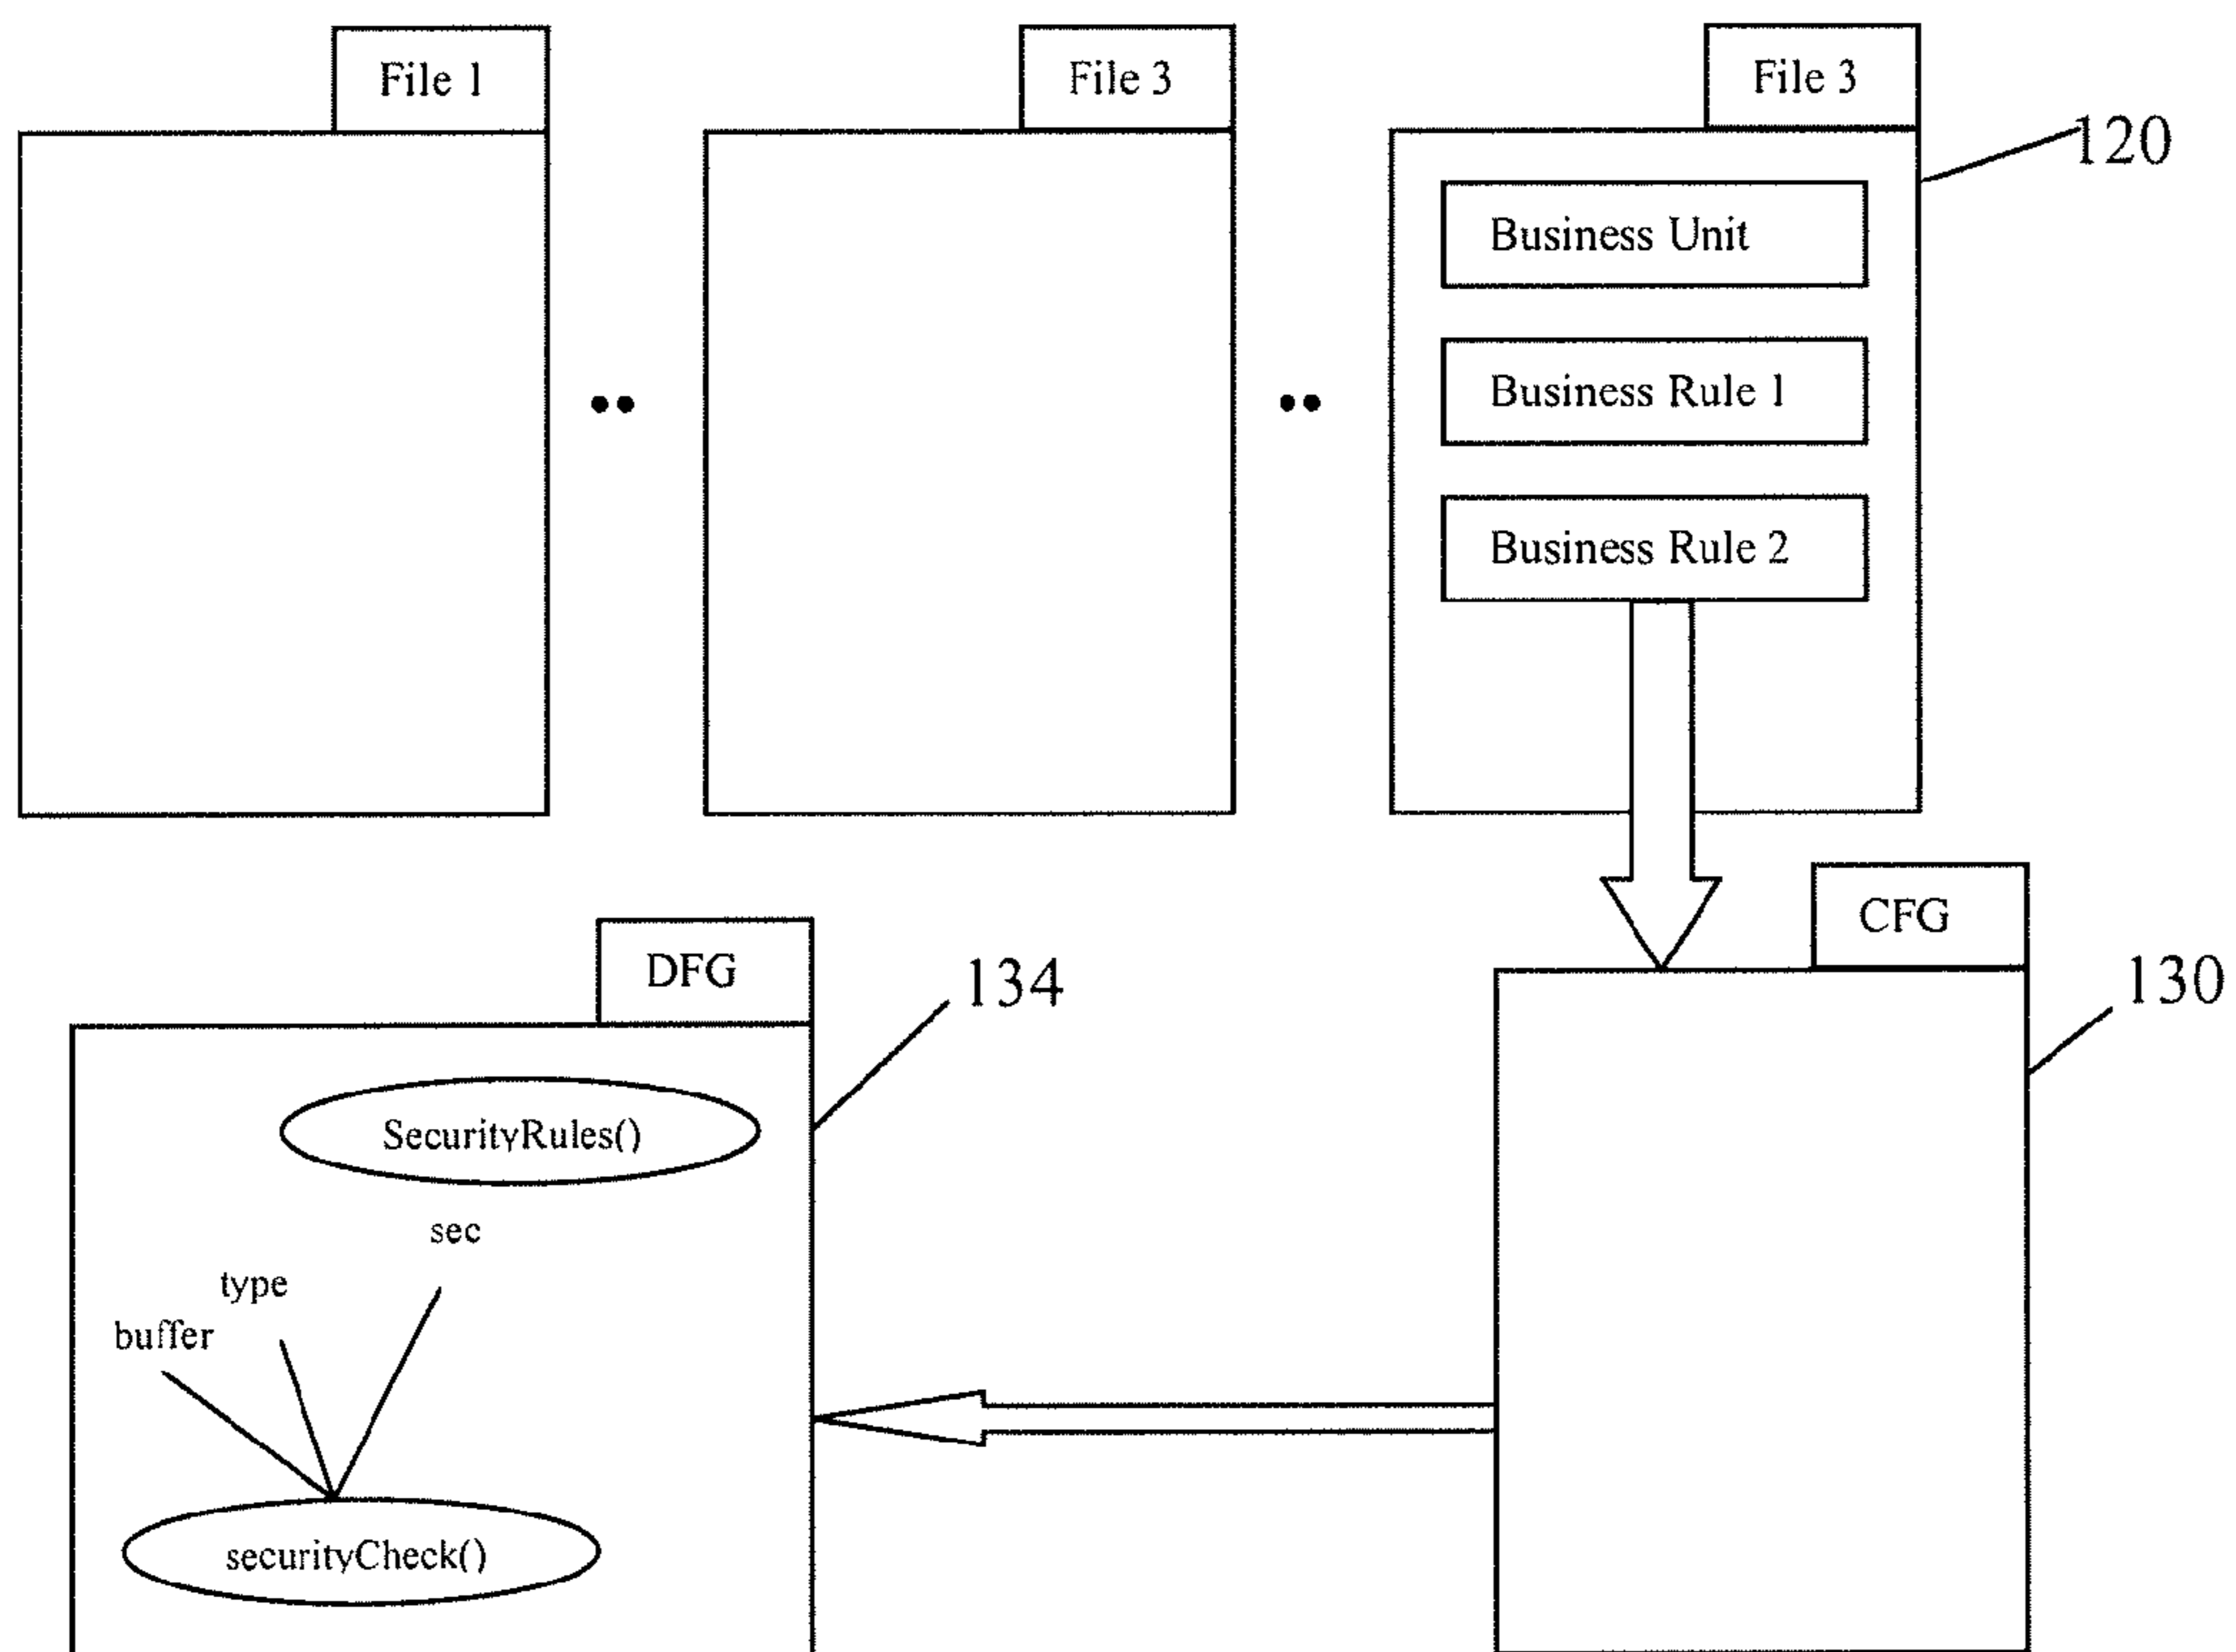 File 1
File 3
File 3
120
Business Unit
Business Rule 1
Business Rule 2
CFG
130
DFG
134
SecurityRules()
sec
type
buffer
securityCheck()